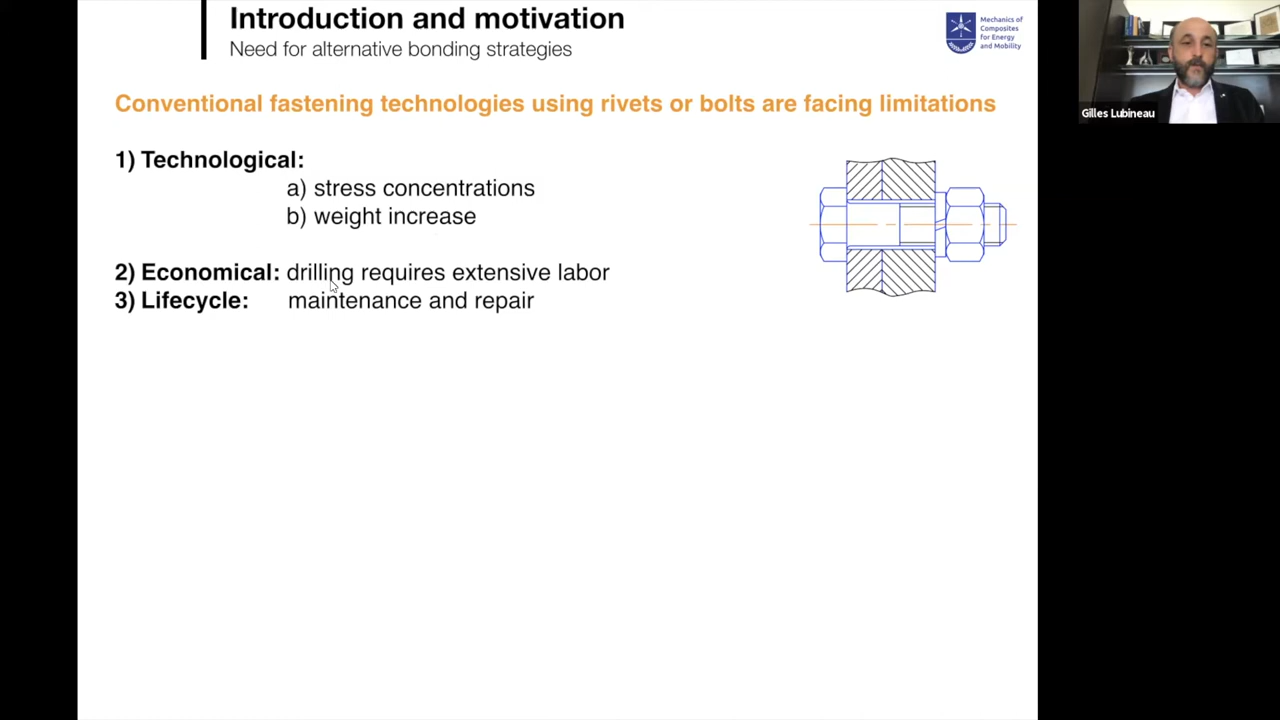 Introduction and motivation
Need for alternative bonding strategies
Mechanics of
Composites
for Energy
and Mobility
Gilles Lubineau
Conventional fastening technologies using rivets or bolts are facing limitations
1) Technological:
a) stress concentrations
b) weight increase
2) Economical: drilling requires extensive labor
3) Lifecycle: maintenance and repair